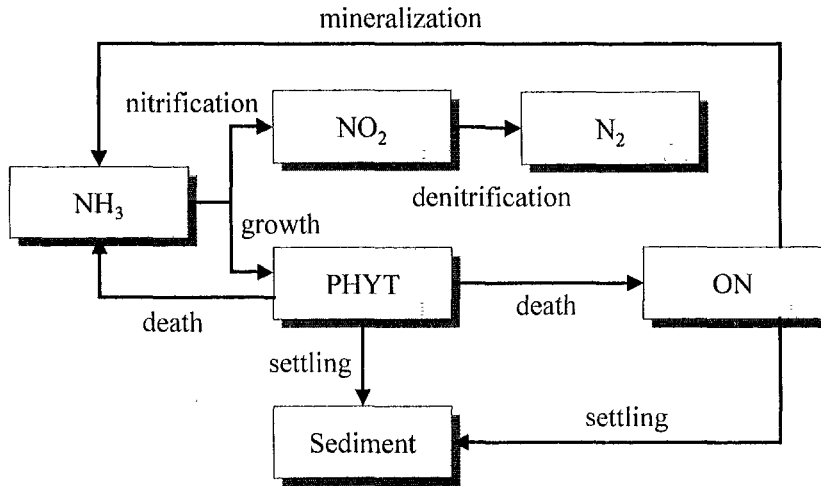 mineralization
nitrification
NO₂
N₂
NH₃
denitrification
growth
PHYT
ON
death
death
settling
settling
Sediment